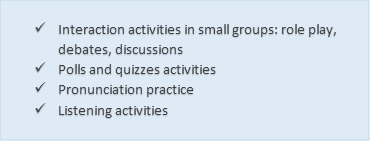 ✓ Interaction activities in small groups: role play,
debates, discussions
✓ Polls and quizzes activities
✓ Pronunciation practice
✓ Listening activities